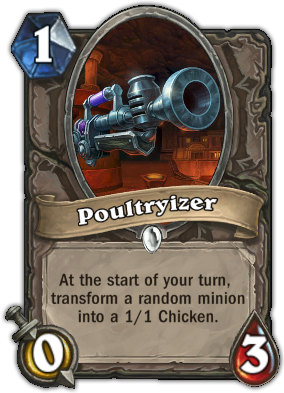 1
Poultryizer
At the start of your turn,
transform a random minion
into a 1/1 Chicken.
0
3